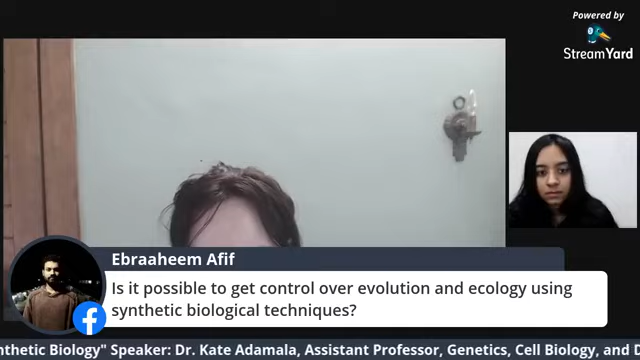 Powered by
StreamYard
Ebraaheem Afif
Is it possible to get control over evolution and ecology using
synthetic biological techniques?
nthetic Biology" Speaker: Dr. Kate Adamala, Assistant Professor, Genetics, Cell Biology, and D